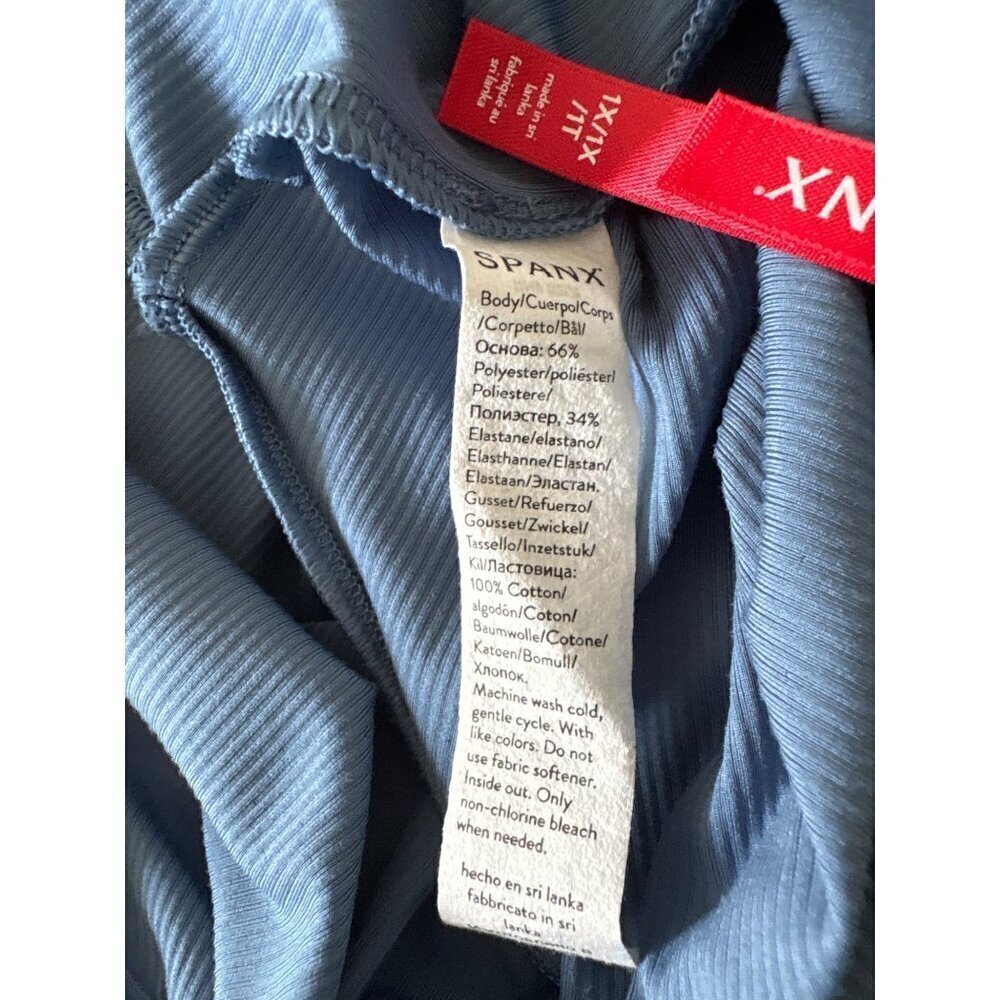 1X/1X
/1T
made in sri
lanka
fabriqué au
sri lanka
NX
SPANX
Body/Cuerpo/Corps
/Corpetto/Bål/
Основа: 66%
Polyester/poliéster/
Poliestere/
Полиэстер, 34%
Elastane/elastano/
Elasthanne/Elastan/
Elastaan/Эластан.
Gusset/Refuerzo/
Gousset/Zwickel/
Tassello/Inzetstuk/
Kil/Ластовица:
100% Cotton/
algodón/Coton/
Baumwolle/Cotone/
Katoen/Bomull/
Хлопок.
Machine wash cold,
gentle cycle. With
like colors. Do not
use fabric softener.
Inside out. Only
non-chlorine bleach
when needed.
hecho en sri lanka
fabbricato in sri
lanka